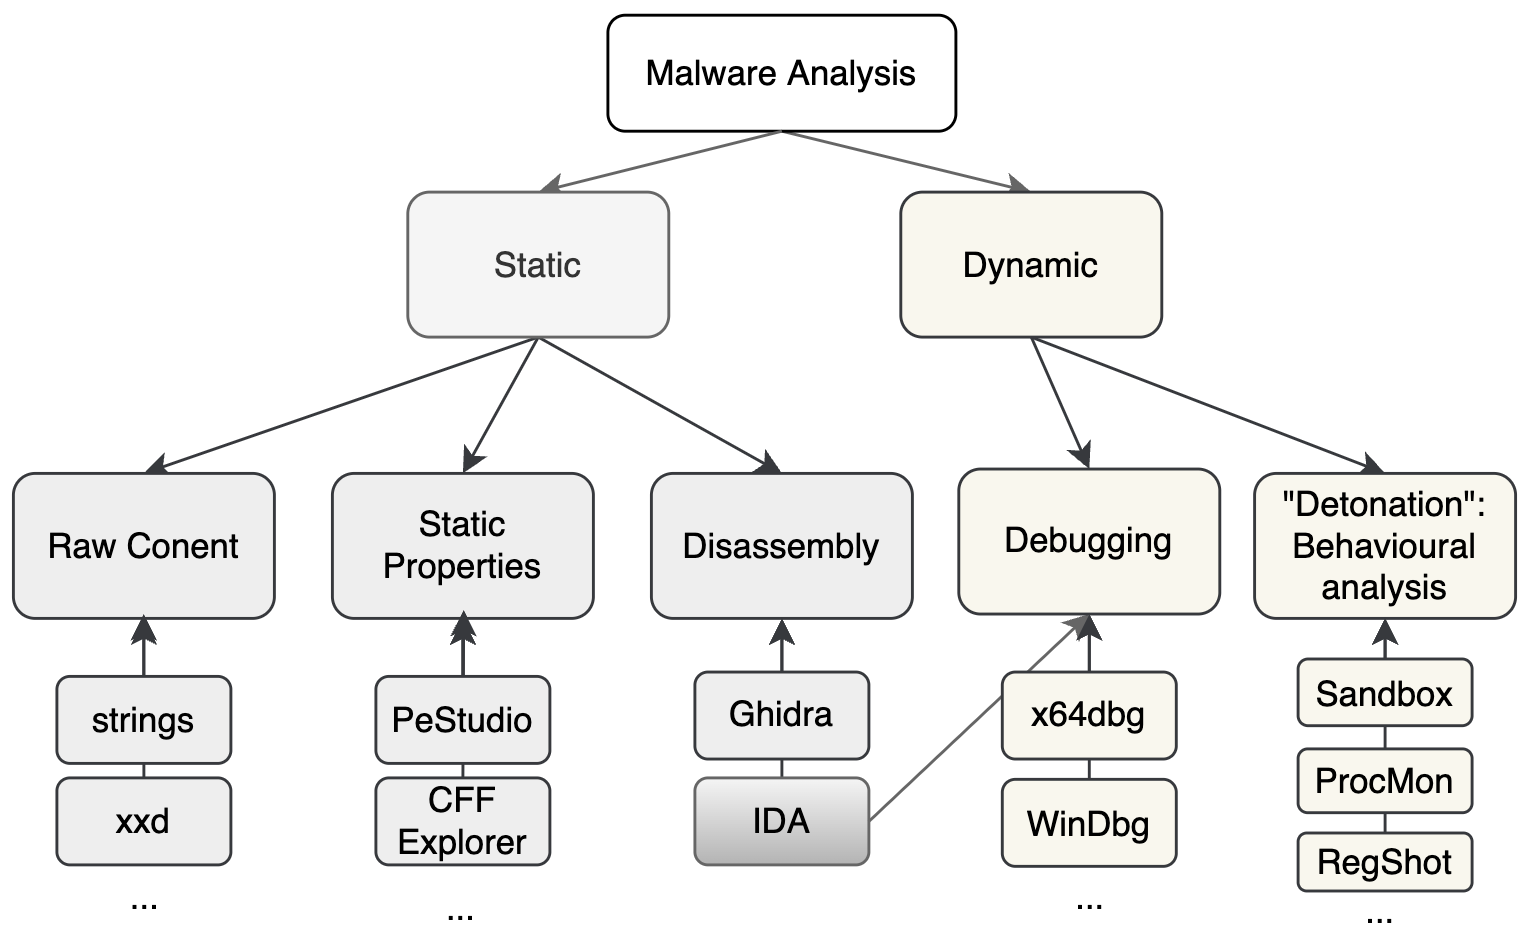 Malware Analysis
Static
Dynamic
Raw Conent
Static
Properties
Disassembly
Debugging
"Detonation":
Behavioural
analysis
strings
PeStudio
Ghidra
x64dbg
Sandbox
xxd
CFF
Explorer
IDA
WinDbg
ProcMon
RegShot
...
...
...
...